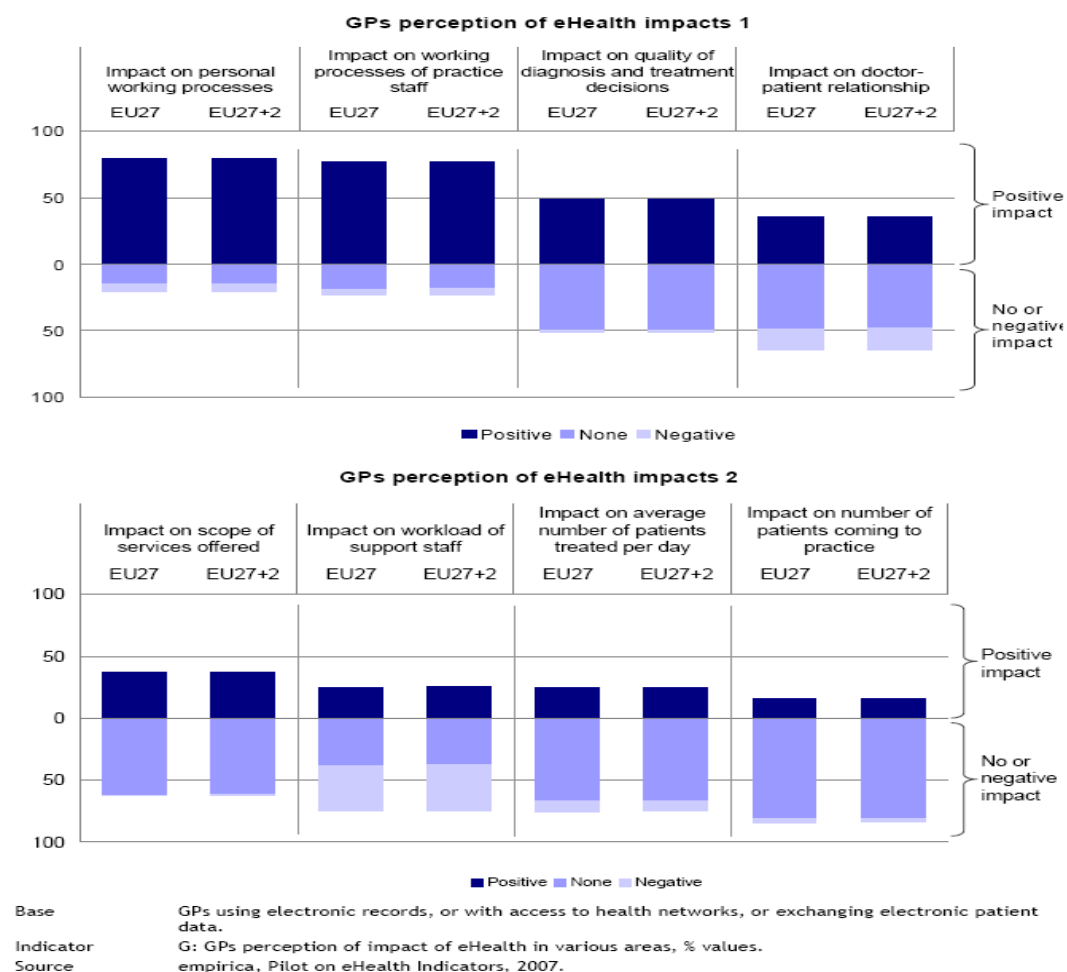 GPs perception of eHealth impacts 1
Impact on personal
working processes
Impact on working
processes of practice
staff
Impact on quality of
diagnosis and treatment
decisions
Impact on doctor-
patient relationship
EU27 EU27+2 EU27 EU27+2 EU27 EU27+2 EU27 EU27+2
100
50
0
50
100
Positive
impact
No or
negative
impact
Positive None Negative
GPs perception of eHealth impacts 2
Impact on scope of
services offered
Impact on workload of
support staff
Impact on average
number of patients
treated per day
Impact on number of
patients coming to
practice
EU27 EU27+2 EU27 EU27+2 EU27 EU27+2 EU27 EU27+2
100
50
0
50
100
Positive
impact
No or
negative
impact
Positive None Negative
Base GPs using electronic records, or with access to health networks, or exchanging electronic patient
data.
Indicator G: GPs perception of impact of eHealth in various areas, % values.
Source empirica, Pilot on eHealth Indicators, 2007.